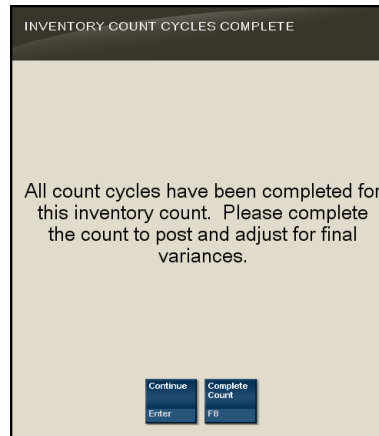 INVENTORY COUNT CYCLES COMPLETE
All count cycles have been completed for
this inventory count. Please complete
the count to post and adjust for final
variances.
Continue
Enter
Complete
Count
F8